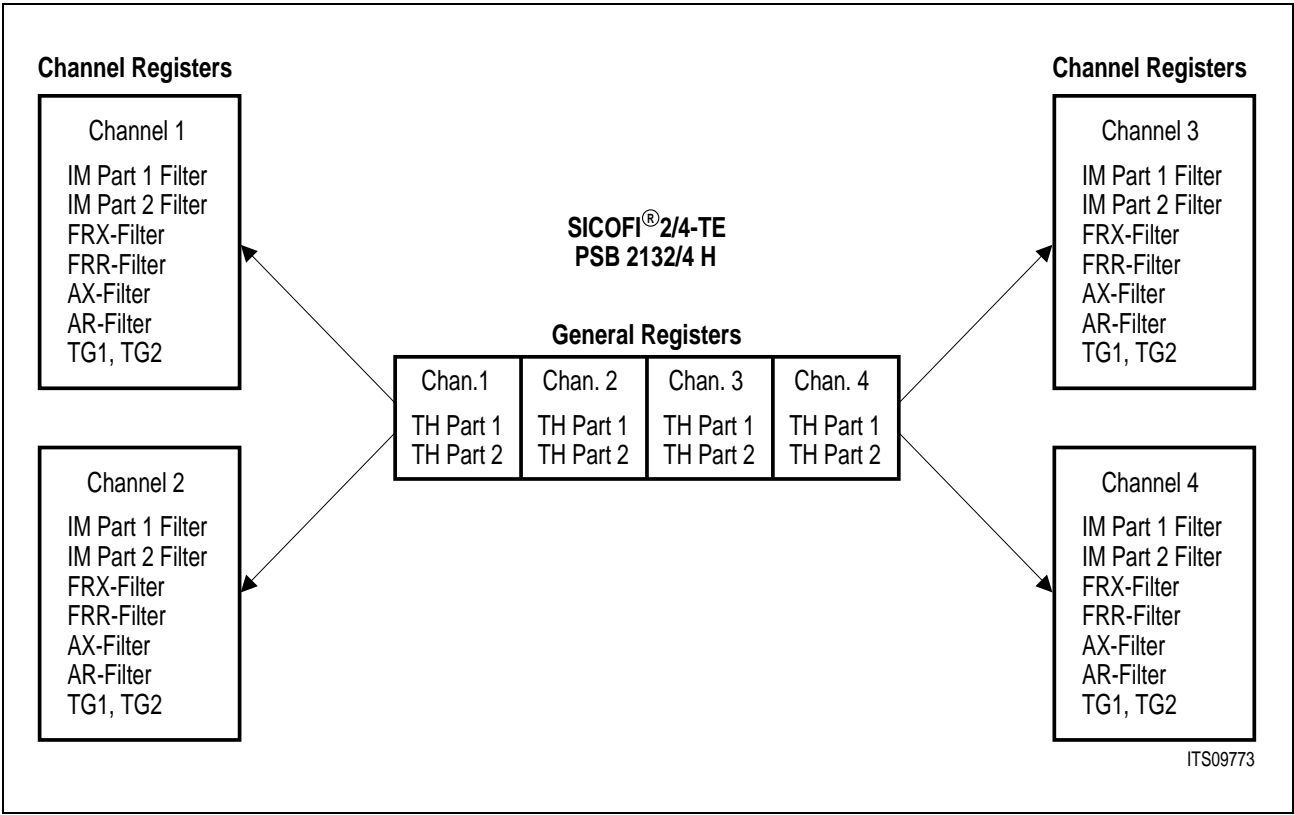 Channel Registers
Channel 1
IM Part 1 Filter
IM Part 2 Filter
FRX-Filter
FRR-Filter
AX-Filter
AR-Filter
TG1, TG2
Channel 2
IM Part 1 Filter
IM Part 2 Filter
FRX-Filter
FRR-Filter
AX-Filter
AR-Filter
TG1, TG2
SICOFI®2/4-TE
PSB 2132/4 H
General Registers
Chan.1 Chan. 2 Chan. 3 Chan. 4
TH Part 1 TH Part 1 TH Part 1 TH Part 1
TH Part 2 TH Part 2 TH Part 2 TH Part 2
Channel Registers
Channel 3
IM Part 1 Filter
IM Part 2 Filter
FRX-Filter
FRR-Filter
AX-Filter
AR-Filter
TG1, TG2
Channel 4
IM Part 1 Filter
IM Part 2 Filter
FRX-Filter
FRR-Filter
AX-Filter
AR-Filter
TG1, TG2
ITS09773